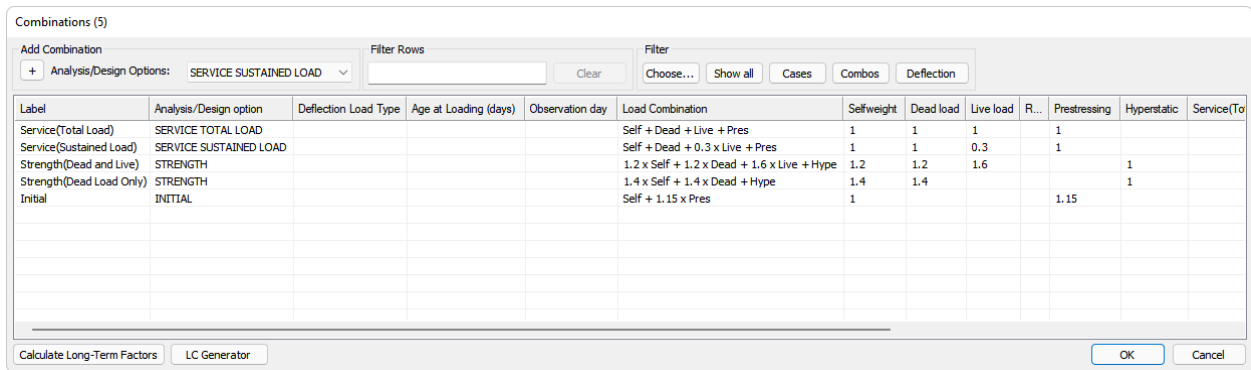 Combinations (5)
Add Combination Filter Rows Filter
+ Analysis/Design Options: SERVICE SUSTAINED LOAD Clear Choose... Show all Cases Combos Deflection
Label Analysis/Design option Deflection Load Type Age at Loading (days) Observation day Load Combination Selfweight Dead load Live load R... Prestressing Hyperstatic Service(To
Service(Total Load) SERVICE TOTAL LOAD Self + Dead + Live + Pres 1 1 1 1
Service(Sustained Load) SERVICE SUSTAINED LOAD Self + Dead + 0.3 x Live + Pres 1 1 0.3 1
Strength(Dead and Live) STRENGTH 1.2 x Self + 1.2 x Dead + 1.6 x Live + Hype 1.2 1.2 1.6 1
Strength(Dead Load Only) STRENGTH 1.4 x Self + 1.4 x Dead + Hype 1.4 1.4 1
Initial INITIAL Self + 1.15 x Pres 1 1.15
Calculate Long-Term Factors LC Generator OK Cancel